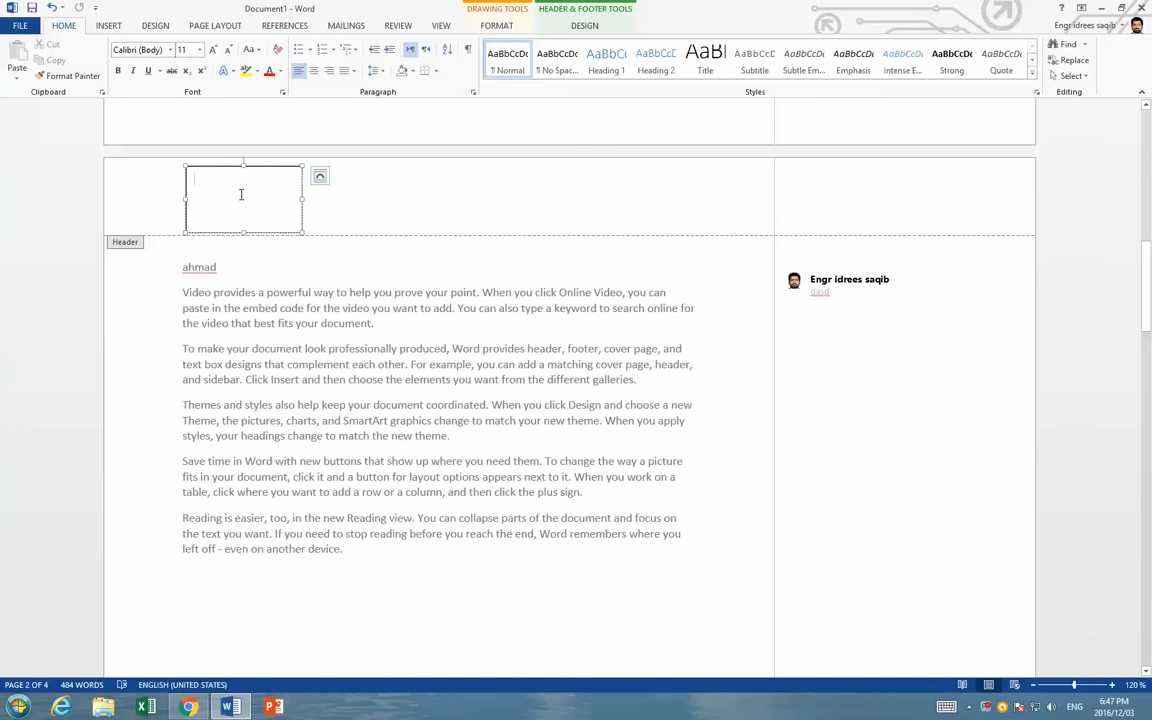 Document1 - Word
DRAWING TOOLS
HEADER & FOOTER TOOLS
FILE
HOME
INSERT
DESIGN
PAGE LAYOUT
REFERENCES
MAILINGS
REVIEW
VIEW
FORMAT
DESIGN
Engr idrees saqib
Paste
Cut
Copy
Format Painter
Calibri (Body)
11
AaBbCcDc
AaBbCcDc
AaBbCc
AaBbCcD
AaBl
AaBbCcD
AaBbCcDc
AaBbCcDc
AaBbCcDc
AaBbCcDc
AaBbCcDc
¶ Normal
¶ No Spac...
Heading 1
Heading 2
Title
Subtitle
Subtle Em...
Emphasis
Intense E...
Strong
Quote
Find
Replace
Select
Clipboard
Font
Paragraph
Styles
Editing
Header
ahmad
Video provides a powerful way to help you prove your point. When you click Online Video, you can
paste in the embed code for the video you want to add. You can also type a keyword to search online for
the video that best fits your document.
To make your document look professionally produced, Word provides header, footer, cover page, and
text box designs that complement each other. For example, you can add a matching cover page, header,
and sidebar. Click Insert and then choose the elements you want from the different galleries.
Themes and styles also help keep your document coordinated. When you click Design and choose a new
Theme, the pictures, charts, and SmartArt graphics change to match your new theme. When you apply
styles, your headings change to match the new theme.
Save time in Word with new buttons that show up where you need them. To change the way a picture
fits in your document, click it and a button for layout options appears next to it. When you work on a
table, click where you want to add a row or a column, and then click the plus sign.
Reading is easier, too, in the new Reading view. You can collapse parts of the document and focus on
the text you want. If you need to stop reading before you reach the end, Word remembers where you
left off - even on another device.
Engr idrees saqib
dasd
PAGE 2 OF 4
484 WORDS
ENGLISH (UNITED STATES)
120 %
ENG
6:47 PM
2016/12/03